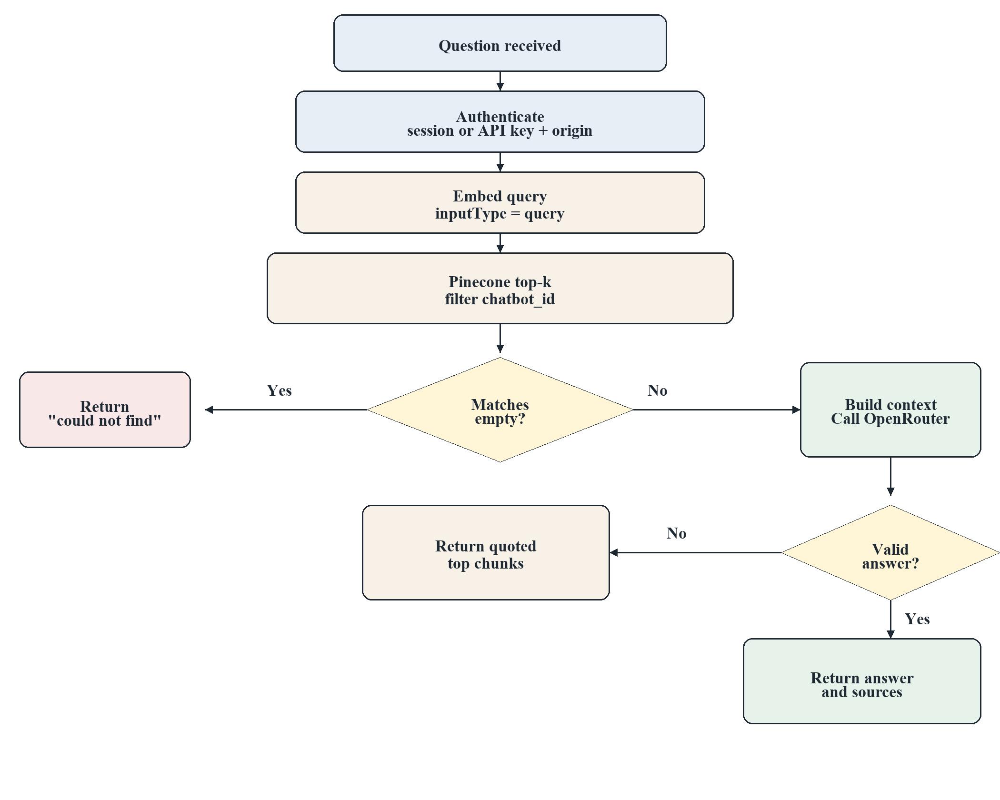 Question received
Authenticate
session or API key + origin
Embed query
inputType = query
Pinecone top-k
filter chatbot_id
Yes
No
Return
"could not find"
Matches
empty?
Build context
Call OpenRouter
No
Return quoted
top chunks
Valid
answer?
Yes
Return answer
and sources